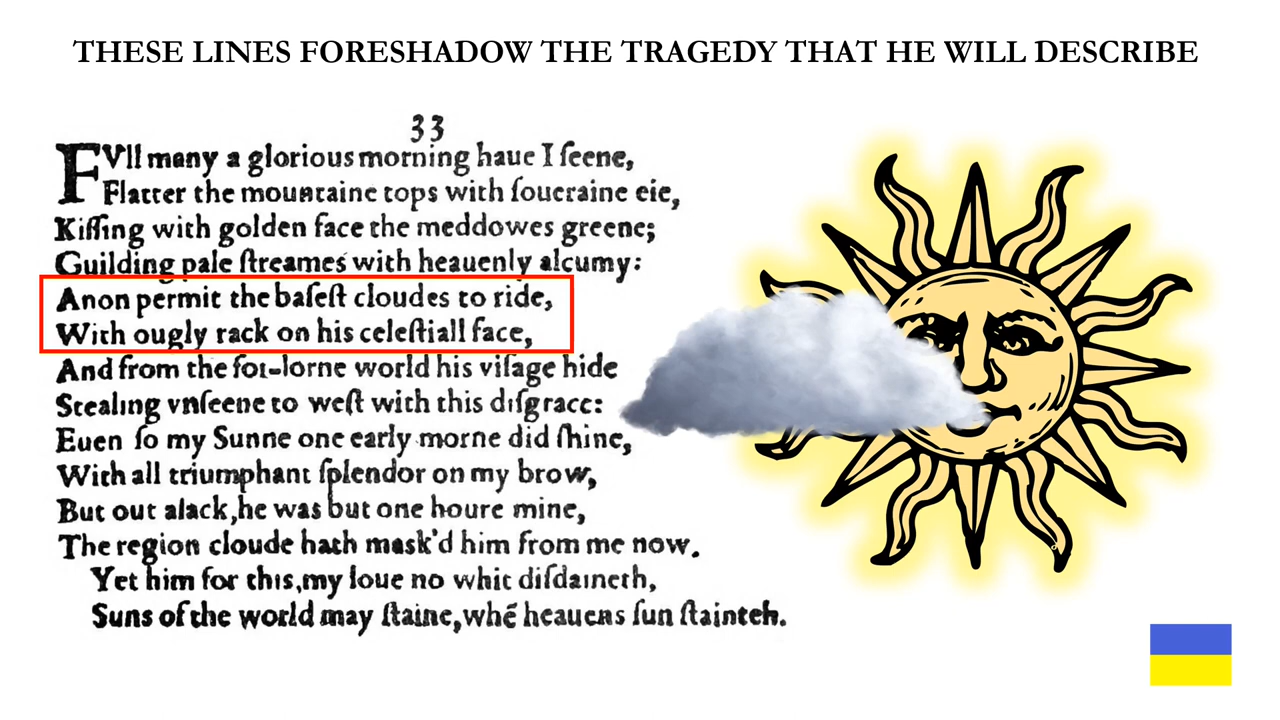 THESE LINES FORESHADOW THE TRAGEDY THAT HE WILL DESCRIBE
33
FVll many a glorious morning haue I ſeene,
Flatter the mountaine tops with ſoueraine eie,
Kiſſing with golden face the meddowes greene;
Guilding pale ſtreames with heauenly alcumy:
Anon permit the baſeſt cloudes to ride,
With ougly rack on his celeſtiall face,
And from the for-lorne world his viſage hide
Stealing vnſeene to weſt with this diſgrace:
Euen ſo my Sunne one early morne did ſhine,
With all triumphant ſplendor on my brow,
But out alack,he was but one houre mine,
The region cloude hath mask'd him from me now.
Yet him for this,my loue no whit diſdaineth,
Suns of the world may ſtaine,whē heauens ſun ſtainteh.